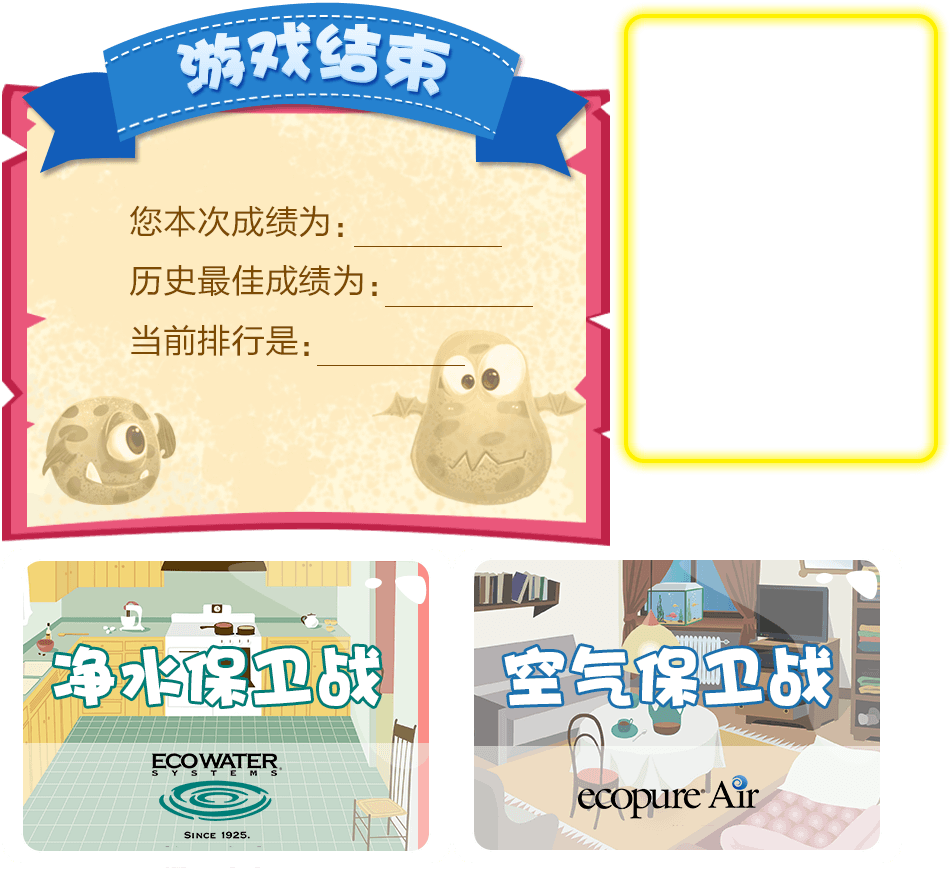 游戏结束
您本次成绩为：
历史最佳成绩为：
当前排行是：
净水保卫战
ECOWATER
SYSTEMS
SINCE 1925.
空气保卫战
ecopure Air